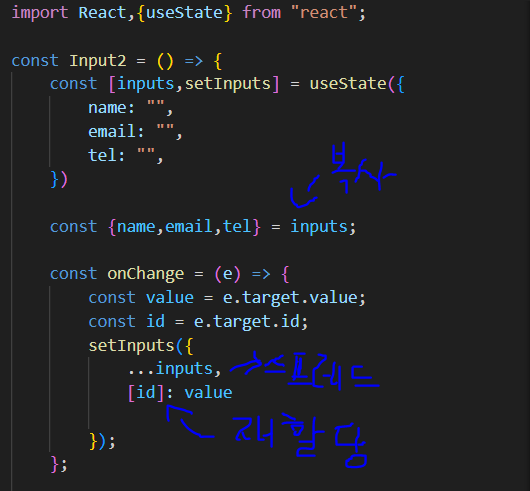 import React,{useState} from "react";
const Input2 = () => {
const [inputs,setInputs] = useState({
name: "",
email: "",
tel: "",
})
복사
const {name,email,tel} = inputs;
const onChange = (e) => {
const value = e.target.value;
const id = e.target.id;
setInputs({
...inputs, 스프레드
[id]: value
재할당
});
};